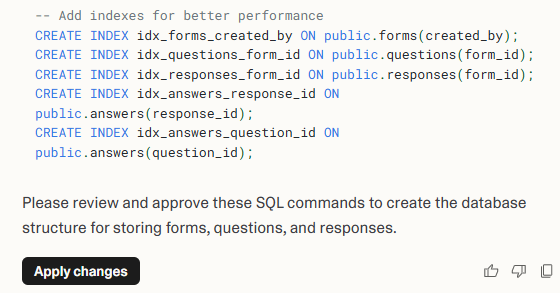 -- Add indexes for better performance
CREATE INDEX idx_forms_created_by ON public.forms(created_by);
CREATE INDEX idx_questions_form_id ON public.questions(form_id);
CREATE INDEX idx_responses_form_id ON public.responses(form_id);
CREATE INDEX idx_answers_response_id ON
public.answers(response_id);
CREATE INDEX idx_answers_question_id ON
public.answers(question_id);
Please review and approve these SQL commands to create the database
structure for storing forms, questions, and responses.
Apply changes